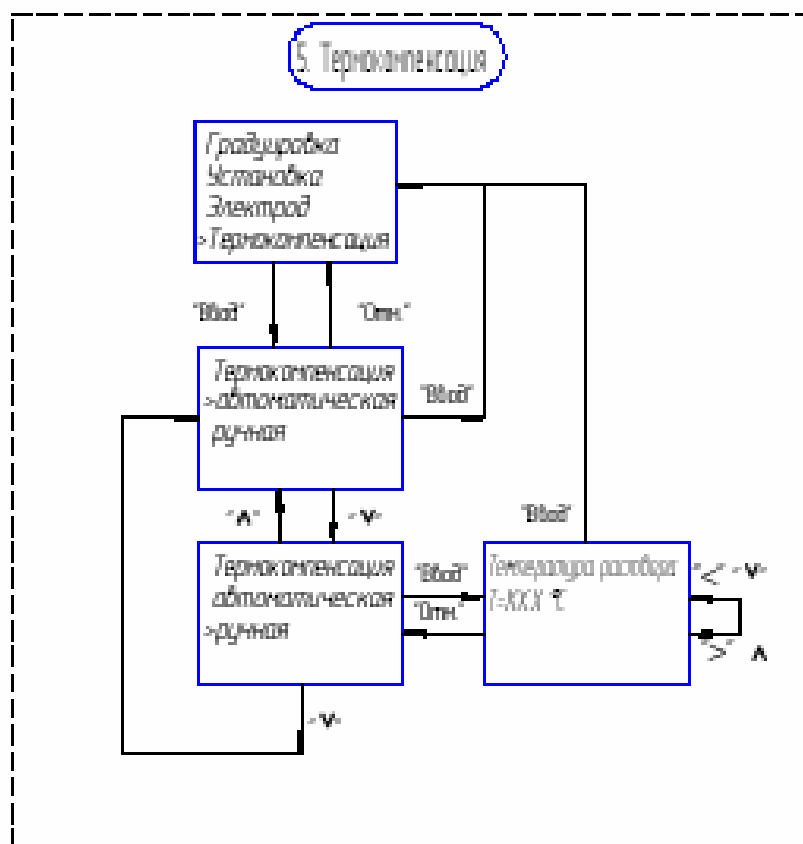 5. Термокомпенсация
Градуировка
Установка
Электрод
>Термокомпенсация
"Ввод"
"Отм."
Термокомпенсация
>автоматическая
ручная
"Ввод"
"Λ"
"V"
"Ввод"
Термокомпенсация
автоматическая
>ручная
"Ввод"
"Отм."
Температура раствора
T=XX.X °C
"<" "V"
">" Λ
"V"